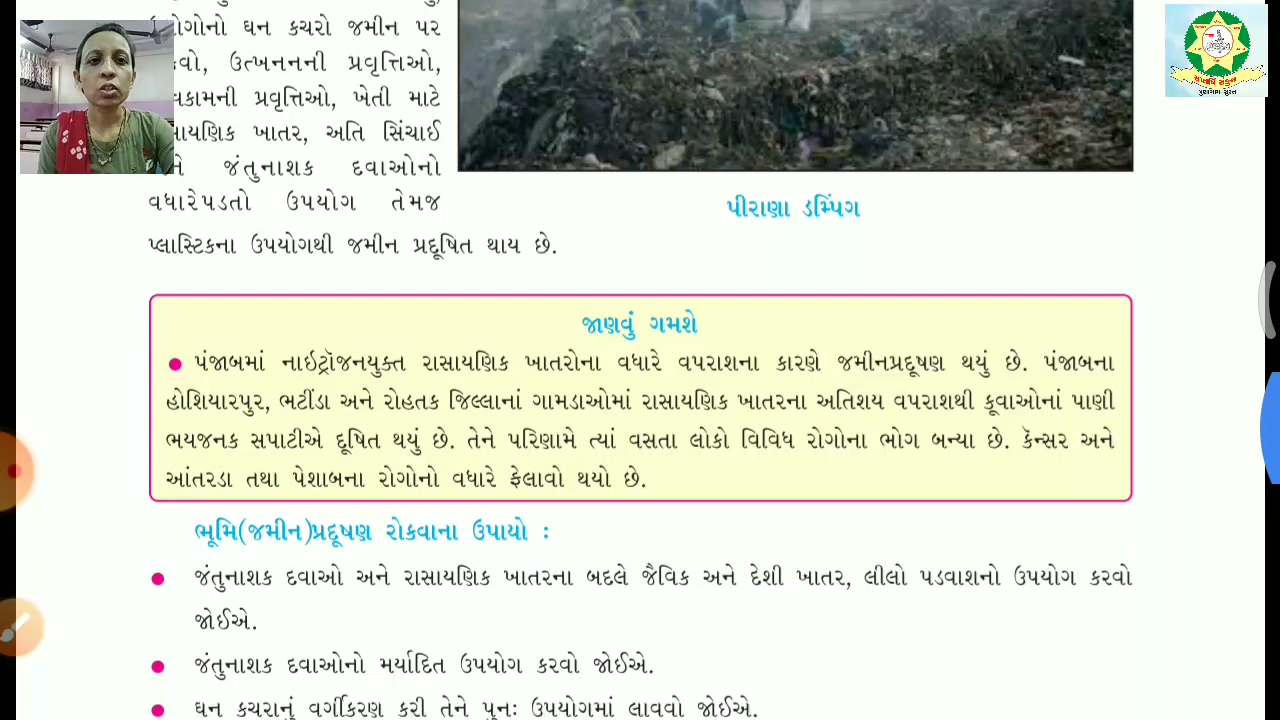 ઘન કચરો જમીન પર
ઉત્ખનનની પ્રવૃત્તિઓ,
પ્રવૃત્તિઓ, ખેતી માટે
ખાતર, અતિ સિંચાઈ
જંતુનાશક દવાઓનો
વધારેપડતો ઉપયોગ તેમજ
પ્લાસ્ટિકના ઉપયોગથી જમીન પ્રદૂષિત થાય છે.
પીરાણા ડમ્પિંગ
જાણવું ગમશે
● પંજાબમાં નાઇટ્રૉજનયુક્ત રાસાયણિક ખાતરોના વધારે વપરાશના કારણે જમીનપ્રદૂષણ થયું છે. પંજાબના
હોશિયારપુર, ભટીંડા અને રોહતક જિલ્લાનાં ગામડાઓમાં રાસાયણિક ખાતરના અતિશય વપરાશથી કૂવાઓનાં પાણી
ભયજનક સપાટીએ દૂષિત થયું છે. તેને પરિણામે ત્યાં વસતા લોકો વિવિધ રોગોના ભોગ બન્યા છે. કૅન્સર અને
આંતરડા તથા પેશાબના રોગોનો વધારે ફેલાવો થયો છે.
ભૂમિ(જમીન)પ્રદૂષણ રોકવાના ઉપાયો :
● જંતુનાશક દવાઓ અને રાસાયણિક ખાતરના બદલે જૈવિક અને દેશી ખાતર, લીલો પડવાશનો ઉપયોગ કરવો
જોઈએ.
● જંતુનાશક દવાઓનો મર્યાદિત ઉપયોગ કરવો જોઈએ.
● ઘન કચરાનું વર્ગીકરણ કરી તેને પુનઃ ઉપયોગમાં લાવવો જોઈએ.